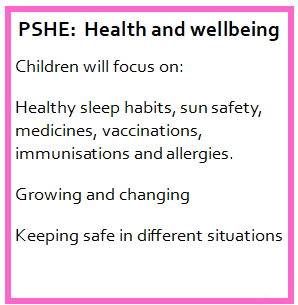 PSHE:  Health and wellbeing
Children will focus on:
Healthy sleep habits, sun safety,
medicines, vaccinations,
immunisations and allergies.
Growing and changing
Keeping safe in different situations